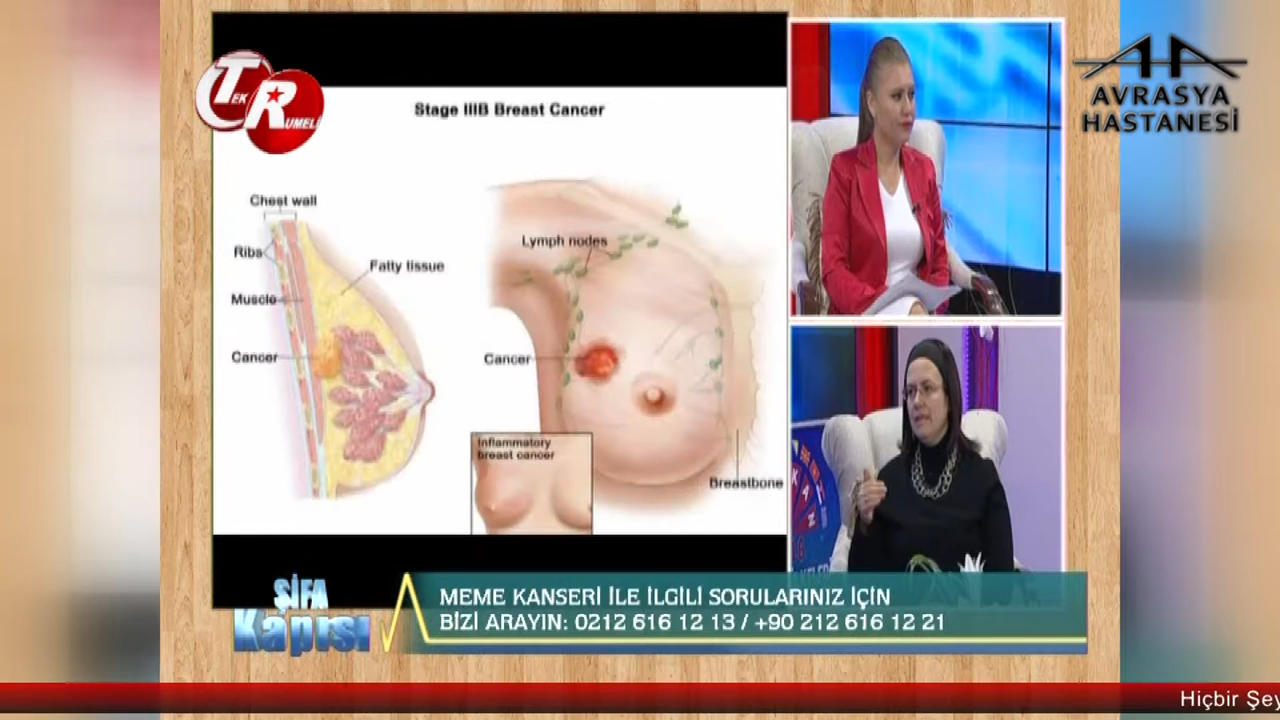 TEK
RUMELİ
Stage IIIB Breast Cancer
AVRASYA
HASTANESİ
Chest wall
Ribs
Fatty tissue
Muscle
Cancer
Lymph nodes
Cancer
Inflammatory
breast cancer
Breastbone
ŞİFA
Kapısı
MEME KANSERİ İLE İLGİLİ SORULARINIZ İÇİN
BİZİ ARAYIN: 0212 616 12 13 / +90 212 616 12 21
Hiçbir Şey